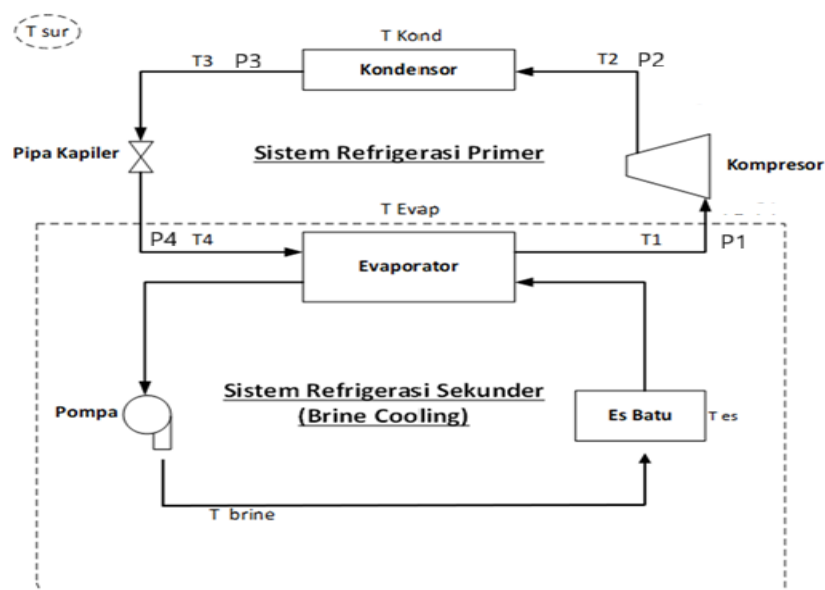 T sur
T Kond
Kondensor
T3 P3
T2 P2
Pipa Kapiler
Sistem Refrigerasi Primer
Kompresor
T Evap
P4 T4
Evaporator
T1 P1
Sistem Refrigerasi Sekunder
(Brine Cooling)
Pompa
Es Batu
T es
T brine